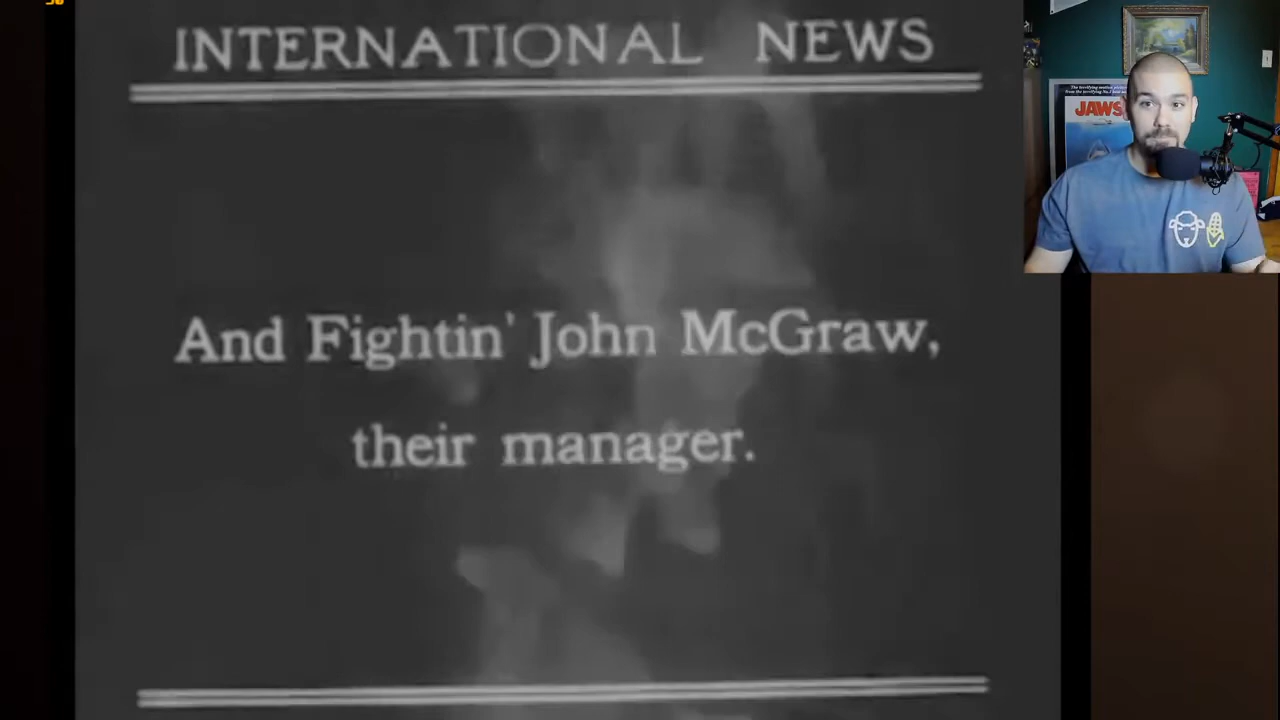 INTERNATIONAL NEWS
And Fightin' John McGraw,
their manager.
JAWS